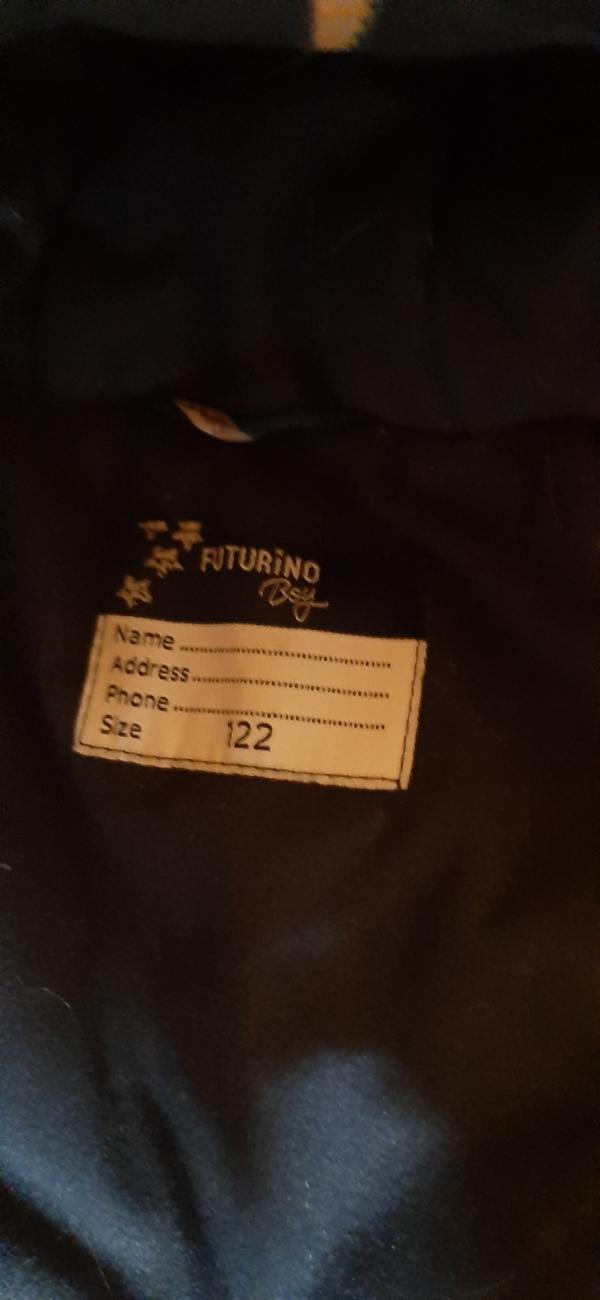 FUTURiNO
Boy
Name
Address
Phone
Size 122